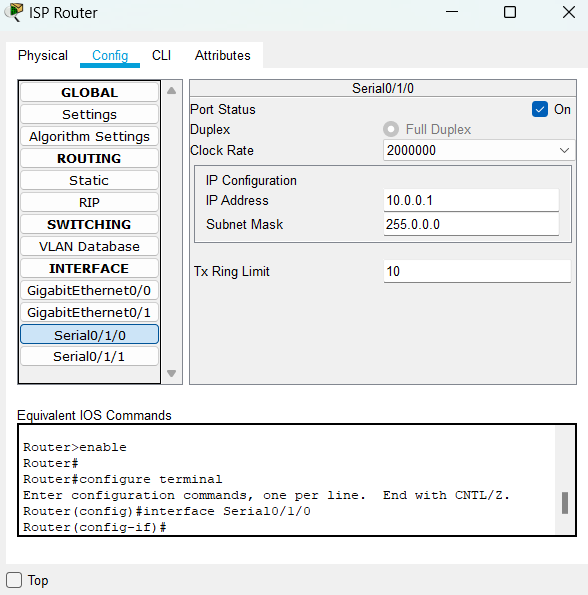 ISP Router
Physical Config CLI Attributes
GLOBAL
Settings
Algorithm Settings
ROUTING
Static
RIP
SWITCHING
VLAN Database
INTERFACE
GigabitEthernet0/0
GigabitEthernet0/1
Serial0/1/0
Serial0/1/1
Serial0/1/0
Port Status On
Duplex Full Duplex
Clock Rate 2000000
IP Configuration
IP Address 10.0.0.1
Subnet Mask 255.0.0.0
Tx Ring Limit 10
Equivalent IOS Commands
Router>enable
Router#
Router#configure terminal
Enter configuration commands, one per line. End with CNTL/Z.
Router(config)#interface Serial0/1/0
Router(config-if)#
Top